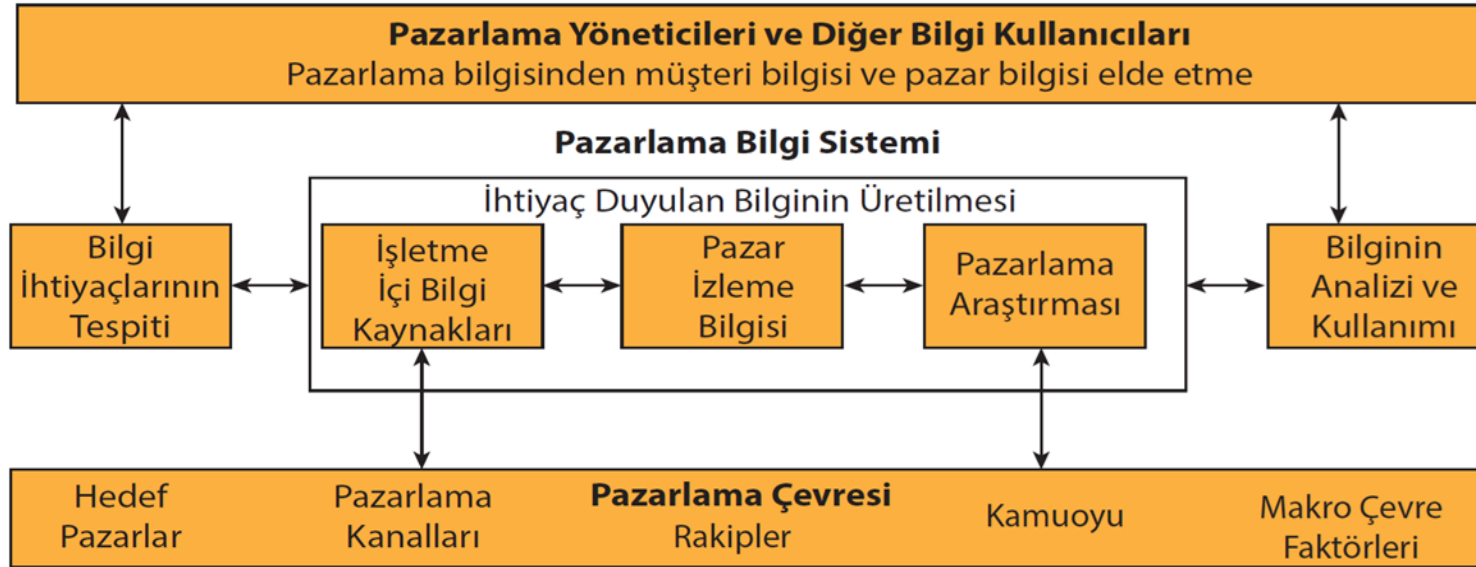 Pazarlama Yöneticileri ve Diğer Bilgi Kullanıcıları
Pazarlama bilgisinden müşteri bilgisi ve pazar bilgisi elde etme
Pazarlama Bilgi Sistemi
İhtiyaç Duyulan Bilginin Üretilmesi
Bilgi
İhtiyaçlarının
Tespiti
İşletme
İçi Bilgi
Kaynakları
Pazar
İzleme
Bilgisi
Pazarlama
Araştırması
Bilginin
Analizi ve
Kullanımı
Pazarlama Çevresi
Hedef
Pazarlar
Pazarlama
Kanalları
Rakipler
Kamuoyu
Makro Çevre
Faktörleri